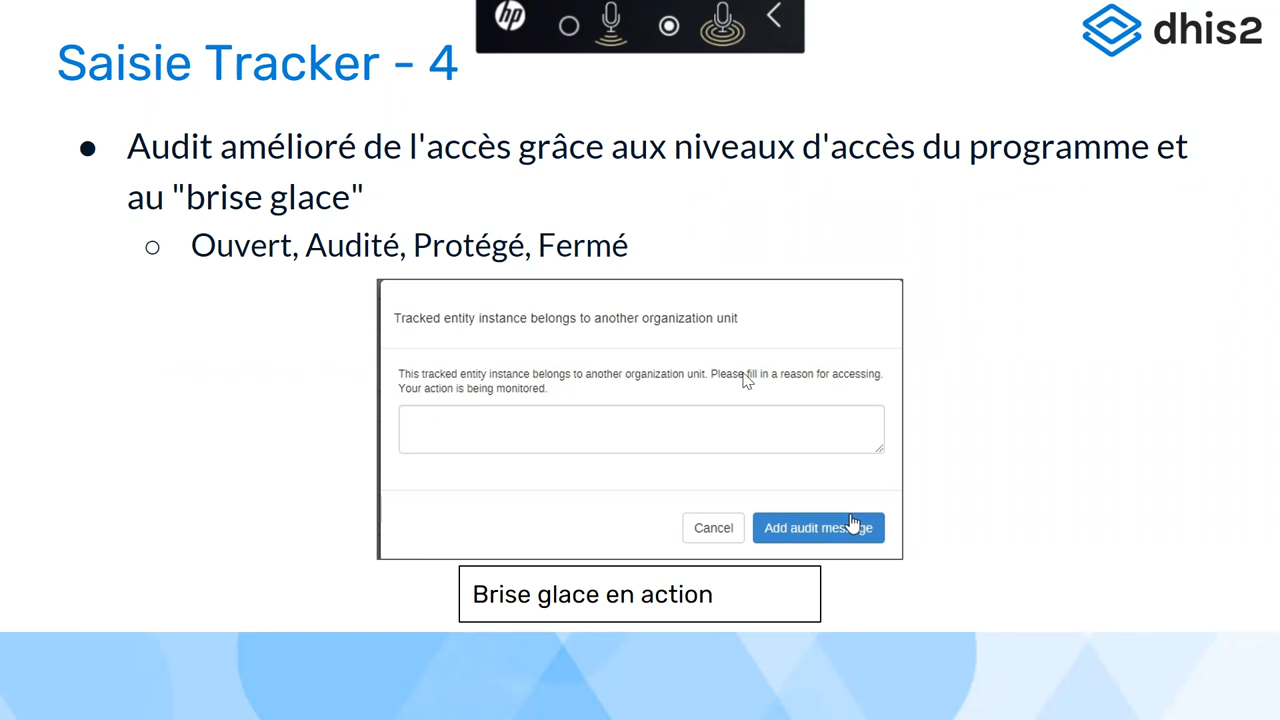 hp
dhis2
Saisie Tracker - 4
● Audit amélioré de l'accès grâce aux niveaux d'accès du programme et
au "brise glace"
○ Ouvert, Audité, Protégé, Fermé
Tracked entity instance belongs to another organization unit
This tracked entity instance belongs to another organization unit. Please fill in a reason for accessing.
Your action is being monitored.
Cancel
Add audit message
Brise glace en action